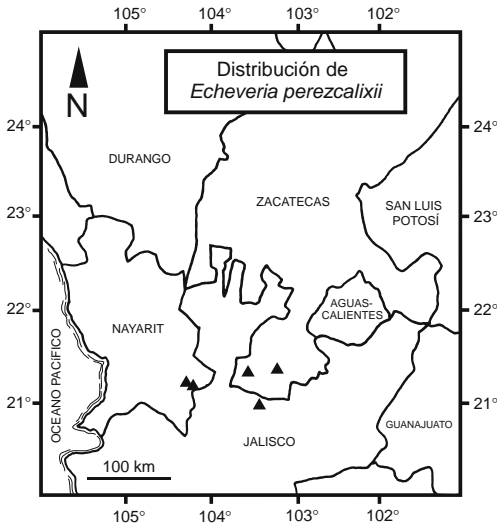 105° 104° 103° 102°
Distribución de
Echeveria perezcalixii
N
24° 24°
DURANGO
ZACATECAS
SAN LUIS
POTOSÍ
23° 23°
22° 22°
AGUAS-
CALIENTES
NAYARIT
OCEANO PACíFICO
21° 21°
GUANAJUATO
JALISCO
100 km
105° 104° 103° 102°